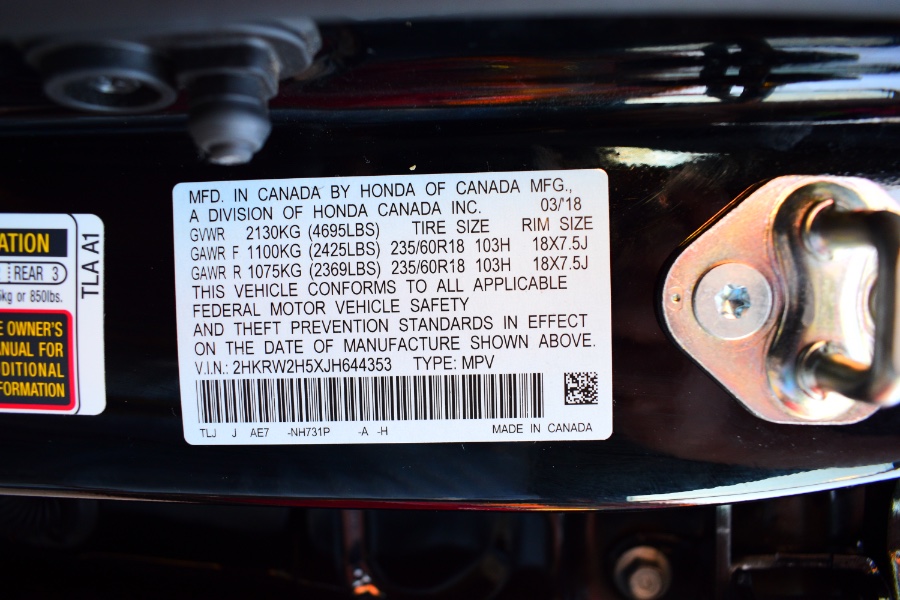 MFD. IN CANADA BY HONDA OF CANADA MFG.,
A DIVISION OF HONDA CANADA INC. 03/'18
GVWR 2130KG (4695LBS) TIRE SIZE RIM SIZE
GAWR F 1100KG (2425LBS) 235/60R18 103H 18X7.5J
GAWR R 1075KG (2369LBS) 235/60R18 103H 18X7.5J
THIS VEHICLE CONFORMS TO ALL APPLICABLE
FEDERAL MOTOR VEHICLE SAFETY
AND THEFT PREVENTION STANDARDS IN EFFECT
ON THE DATE OF MANUFACTURE SHOWN ABOVE.
V.I.N.: 2HKRW2H5XJH644353 TYPE: MPV
TLJ J AE7 -NH731P -A -H MADE IN CANADA
ATION
REAR 3
kg or 850lbs.
E OWNER'S
ANUAL FOR
DITIONAL
FORMATION
TLA A1